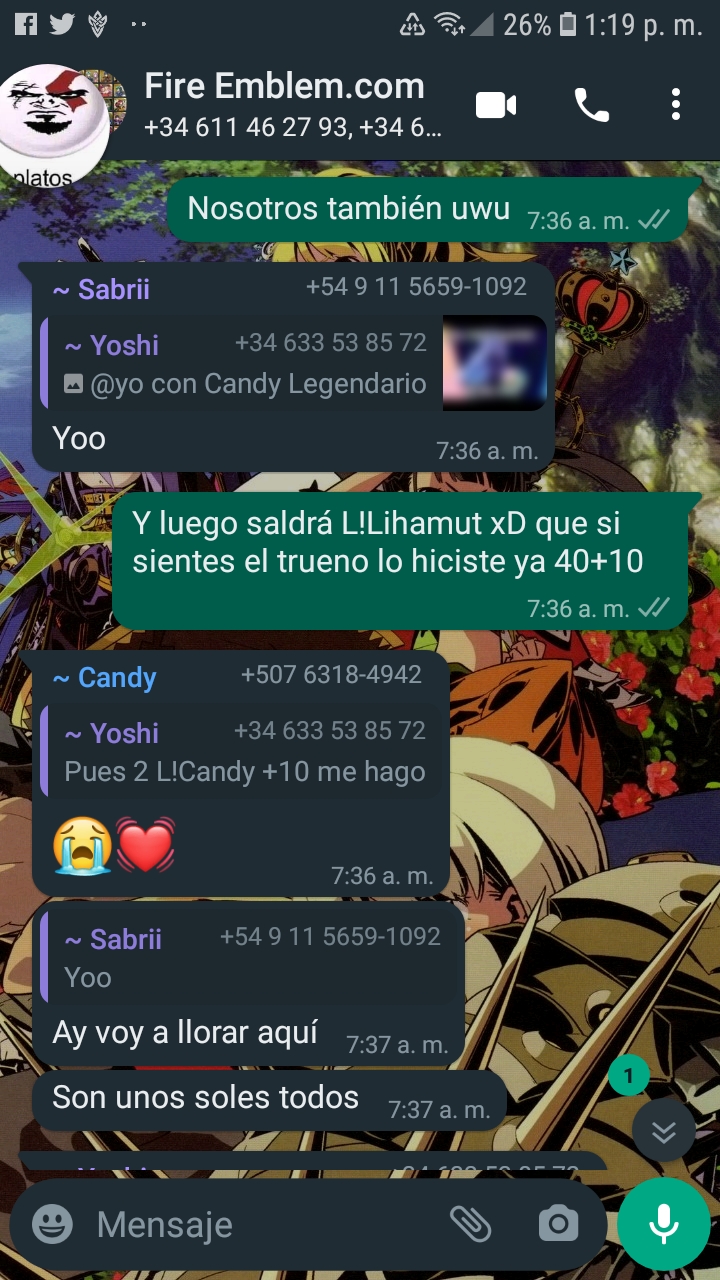 26% 1:19 p. m.
Fire Emblem.com
+34 611 46 27 93, +34 6...
platos
Nosotros también uwu 7:36 a. m.
~ Sabrii +54 9 11 5659-1092
~ Yoshi +34 633 53 85 72
@yo con Candy Legendario
Yoo 7:36 a. m.
Y luego saldrá L!Lihamut xD que si
sientes el trueno lo hiciste ya 40+10
7:36 a. m.
~ Candy +507 6318-4942
~ Yoshi +34 633 53 85 72
Pues 2 L!Candy +10 me hago
😭💓
7:36 a. m.
~ Sabrii +54 9 11 5659-1092
Yoo
Ay voy a llorar aquí 7:37 a. m.
1
Son unos soles todos 7:37 a. m.
Mensaje